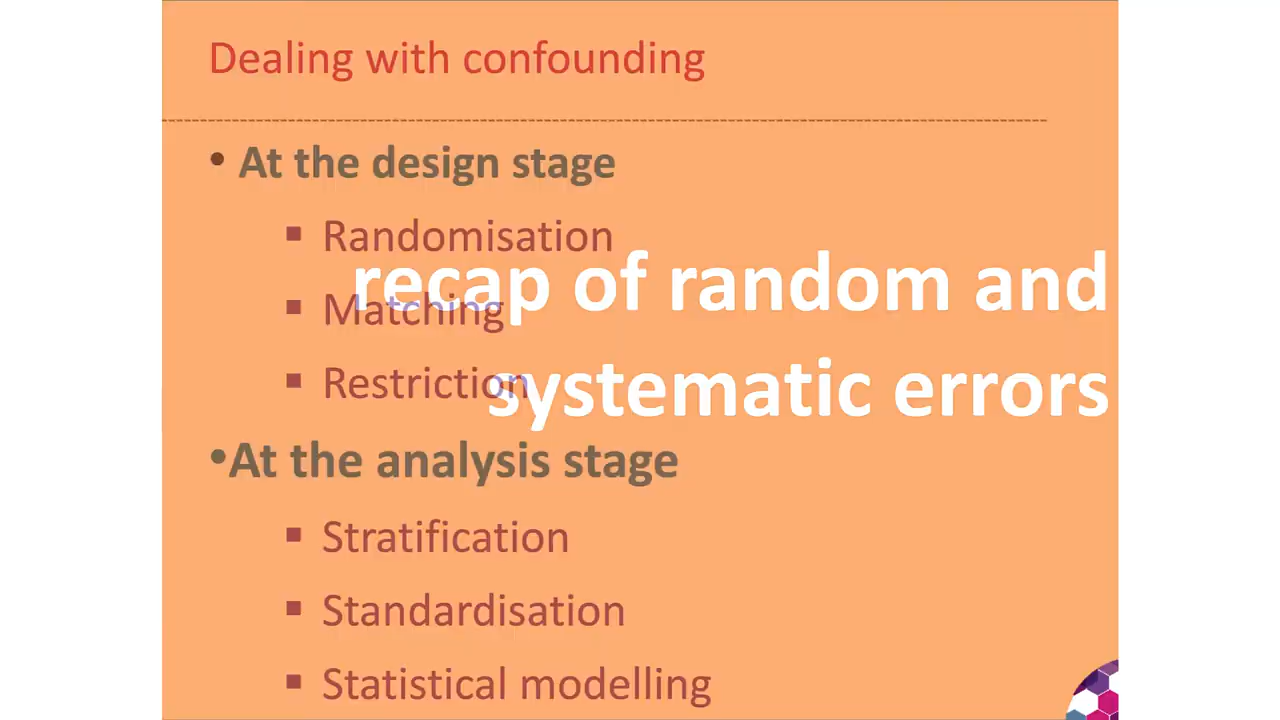 Dealing with confounding
• At the design stage
▪ Randomisation
▪ Matching
▪ Restriction
recap of random and
systematic errors
•At the analysis stage
▪ Stratification
▪ Standardisation
▪ Statistical modelling